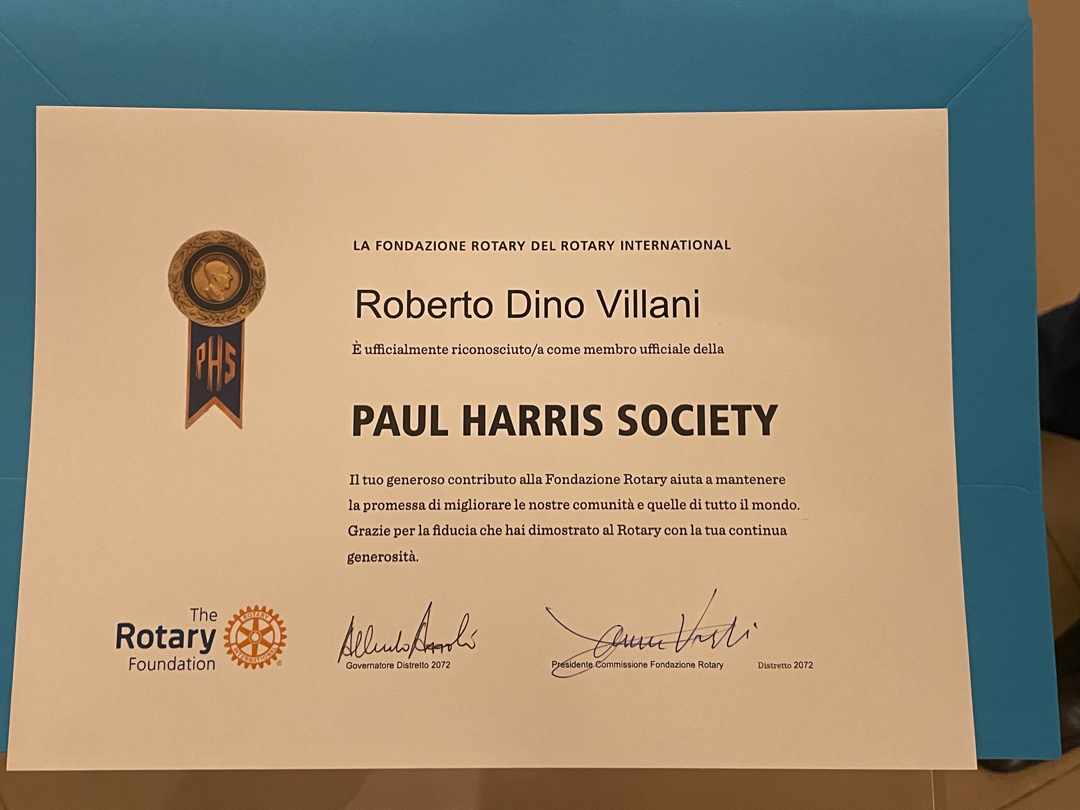 LA FONDAZIONE ROTARY DEL ROTARY INTERNATIONAL
Roberto Dino Villani
È ufficialmente riconosciuto/a come membro ufficiale della
PHS
PAUL HARRIS SOCIETY
Il tuo generoso contributo alla Fondazione Rotary aiuta a mantenere
la promessa di migliorare le nostre comunità e quelle di tutto il mondo.
Grazie per la fiducia che hai dimostrato al Rotary con la tua continua
generosità.
The
Rotary
Foundation
ROTARY
INTERNATIONAL
Governatore Distretto 2072
Presidente Commissione Fondazione Rotary
Distretto 2072